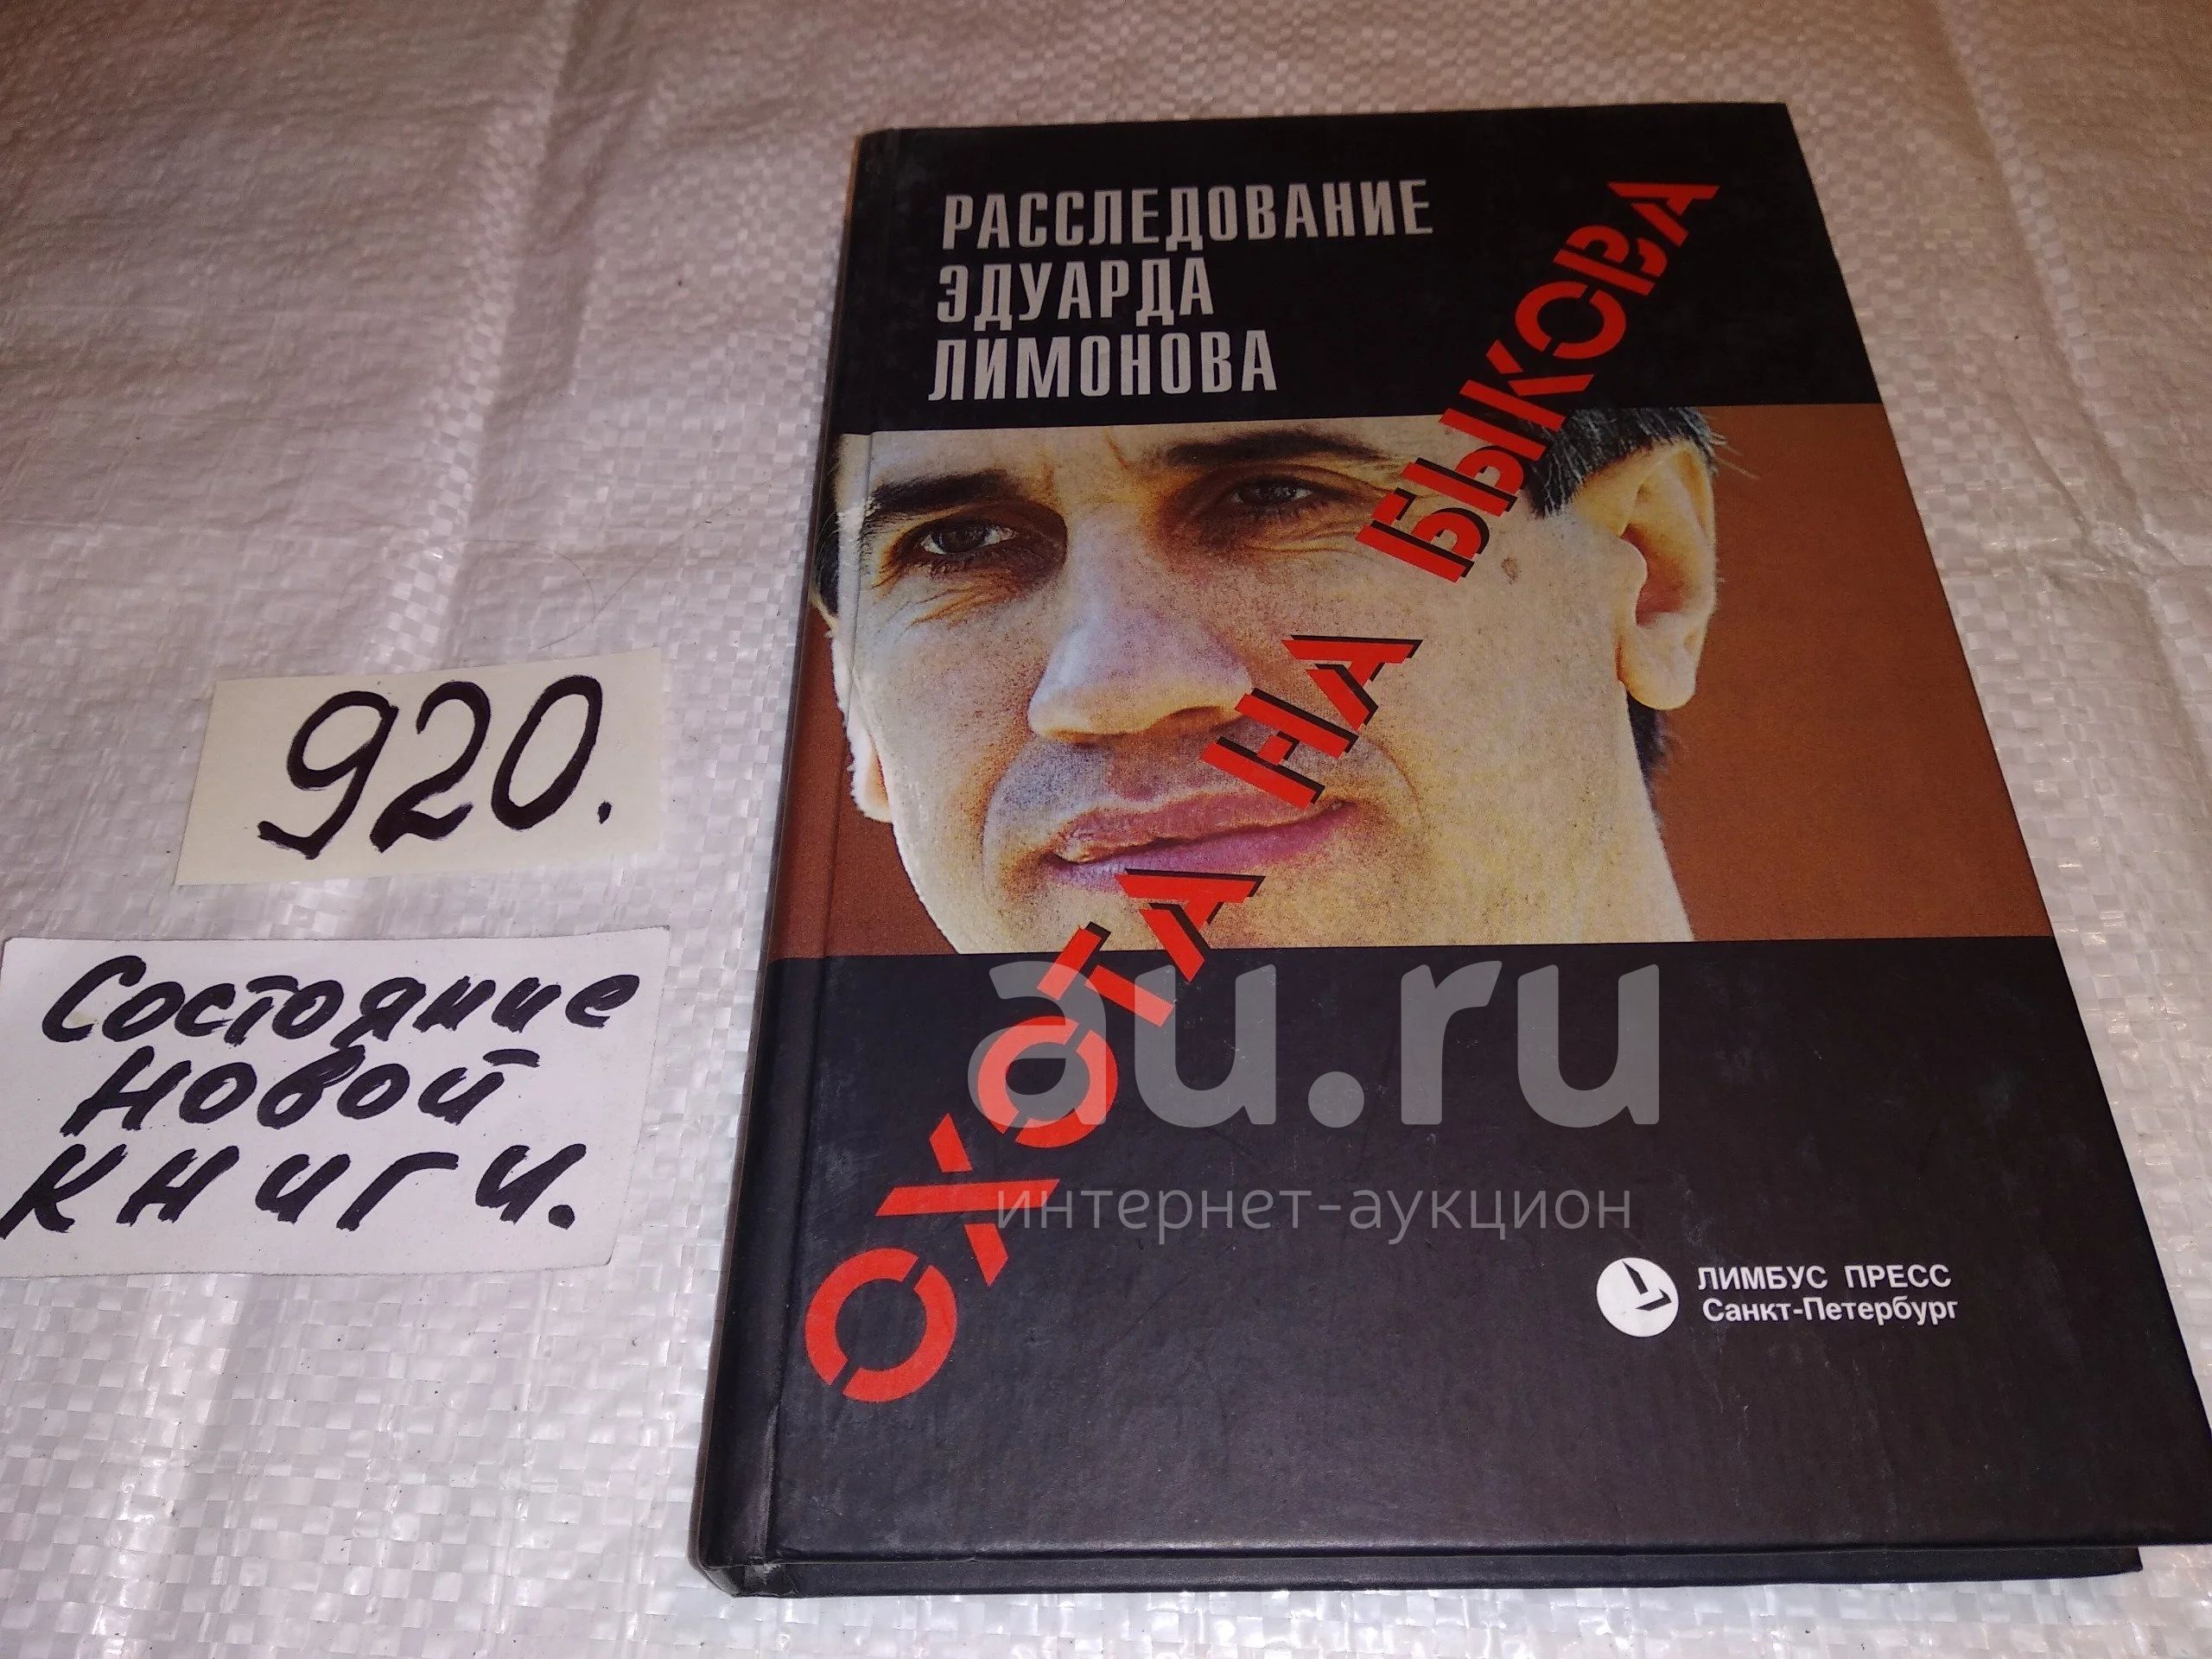 РАССЛЕДОВАНИЕ
ЭДУАРДА
ЛИМОНОВА
ОХОТА НА БЫКОВА
920.
Состояние
новой
книги.
au.ru
интернет-аукцион
ЛИМБУС ПРЕСС
Санкт-Петербург